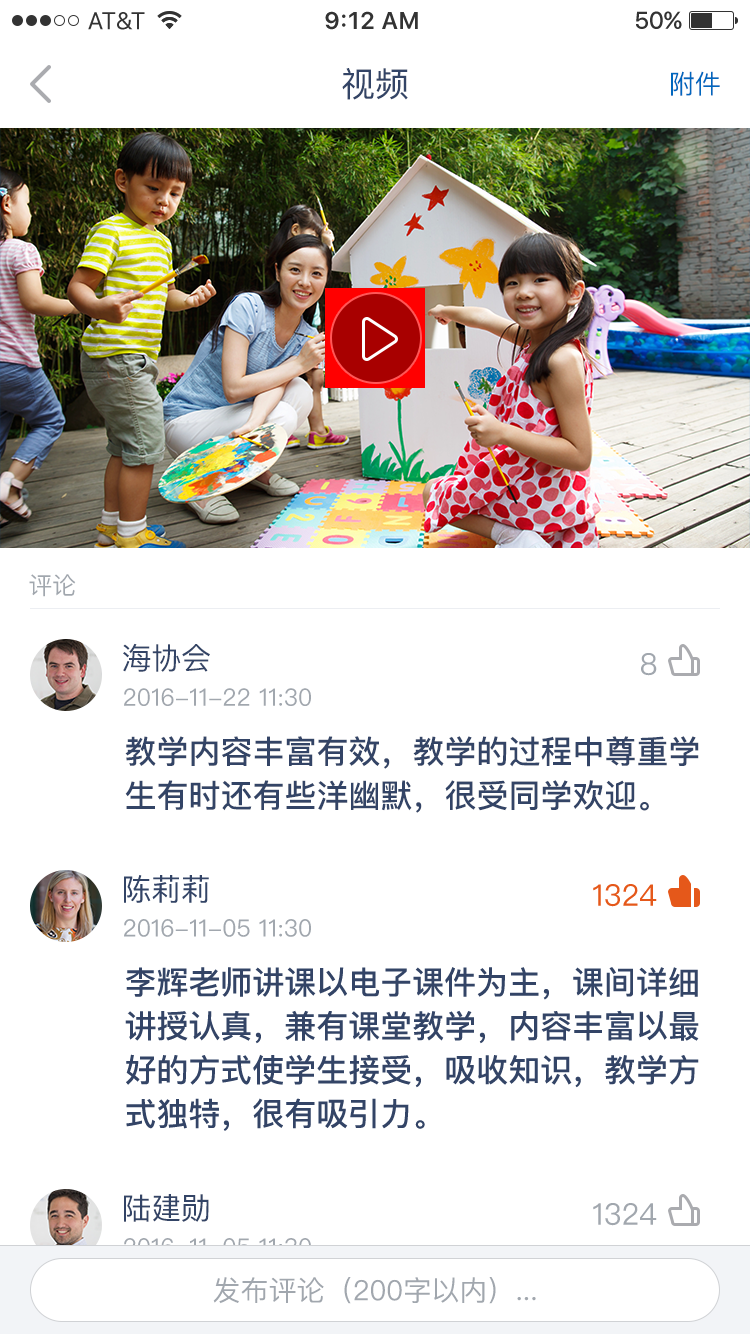 AT&T 9:12 AM 50%
视频 附件
评论
海协会 8
2016-11-22 11:30
教学内容丰富有效，教学的过程中尊重学
生有时还有些洋幽默，很受同学欢迎。
陈莉莉 1324
2016-11-05 11:30
李辉老师讲课以电子课件为主，课间详细
讲授认真，兼有课堂教学，内容丰富以最
好的方式使学生接受，吸收知识，教学方
式独特，很有吸引力。
陆建勋 1324
2016-11-05 11:30
发布评论（200字以内）...